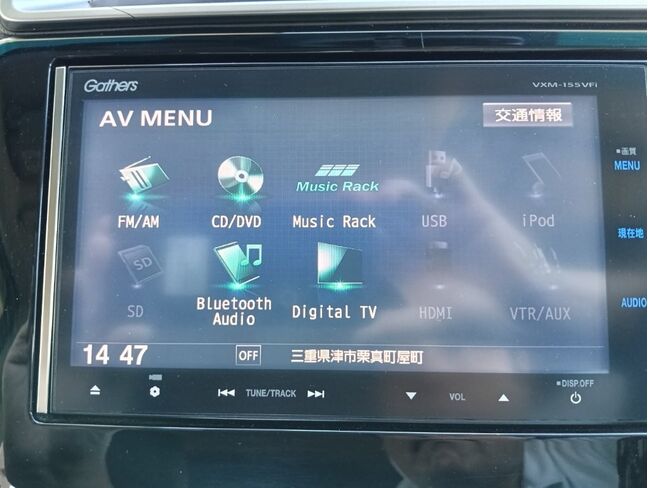 Gathers
VXM-155VFi
AV MENU
交通情報
Music Rack
FM/AM
CD/DVD
Music Rack
USB
iPod
SD
SD
Bluetooth
Audio
Digital TV
HDMI
VTR/AUX
14 47
OFF
三重県津市栗真町屋町
画質
MENU
現在地
AUDIO
TUNE/TRACK
VOL
DISP.OFF